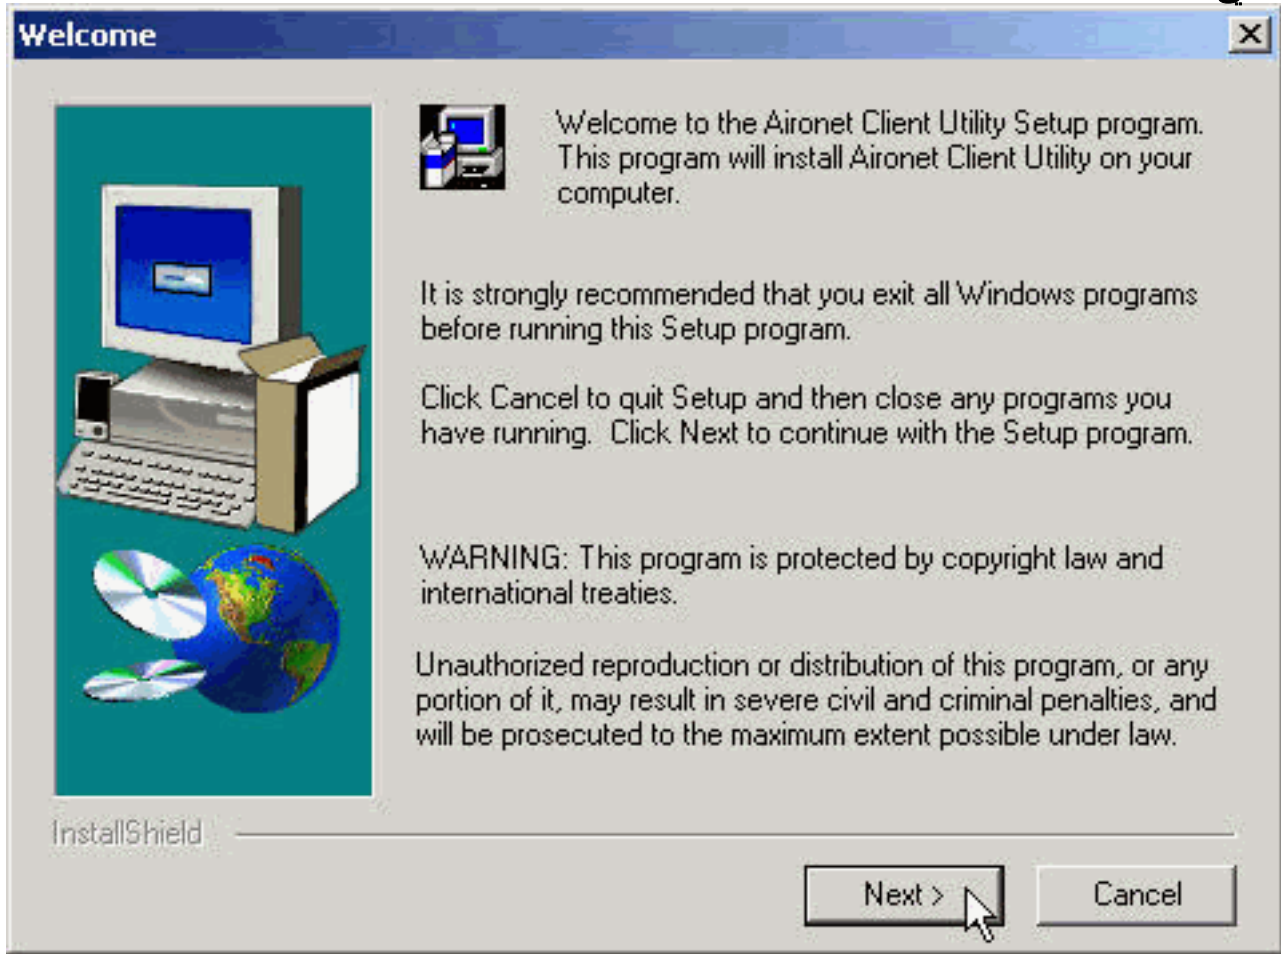 Welcome
Welcome to the Aironet Client Utility Setup program.
This program will install Aironet Client Utility on your
computer.
It is strongly recommended that you exit all Windows programs
before running this Setup program.
Click Cancel to quit Setup and then close any programs you
have running.  Click Next to continue with the Setup program.
WARNING: This program is protected by copyright law and
international treaties.
Unauthorized reproduction or distribution of this program, or any
portion of it, may result in severe civil and criminal penalties, and
will be prosecuted to the maximum extent possible under law.
InstallShield
Next >
Cancel